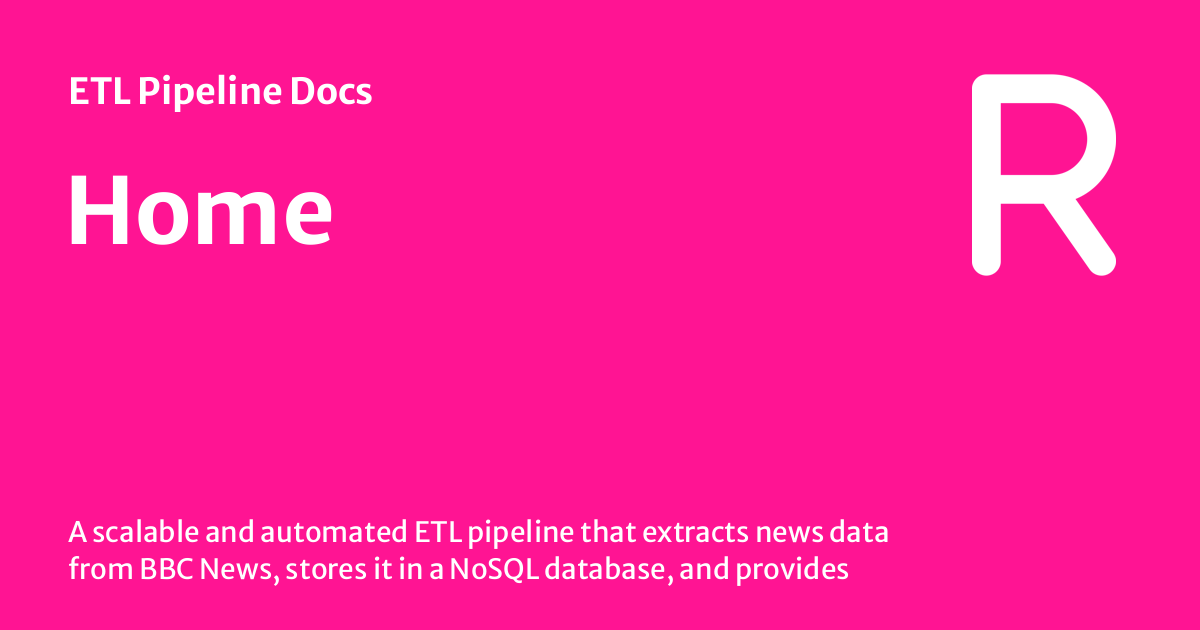 ETL Pipeline Docs
R
Home
A scalable and automated ETL pipeline that extracts news data
from BBC News, stores it in a NoSQL database, and provides